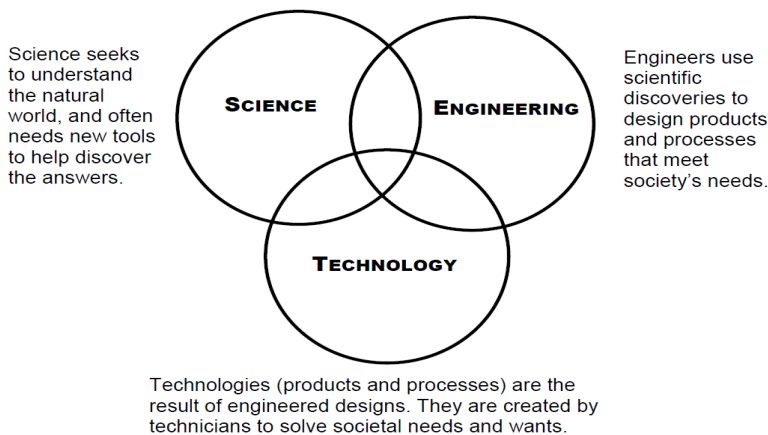 Science seeks
to understand
the natural
world, and often
needs new tools
to help discover
the answers.
SCIENCE
ENGINEERING
Engineers use
scientific
discoveries to
design products
and processes
that meet
society's needs.
TECHNOLOGY
Technologies (products and processes) are the
result of engineered designs. They are created by
technicians to solve societal needs and wants.